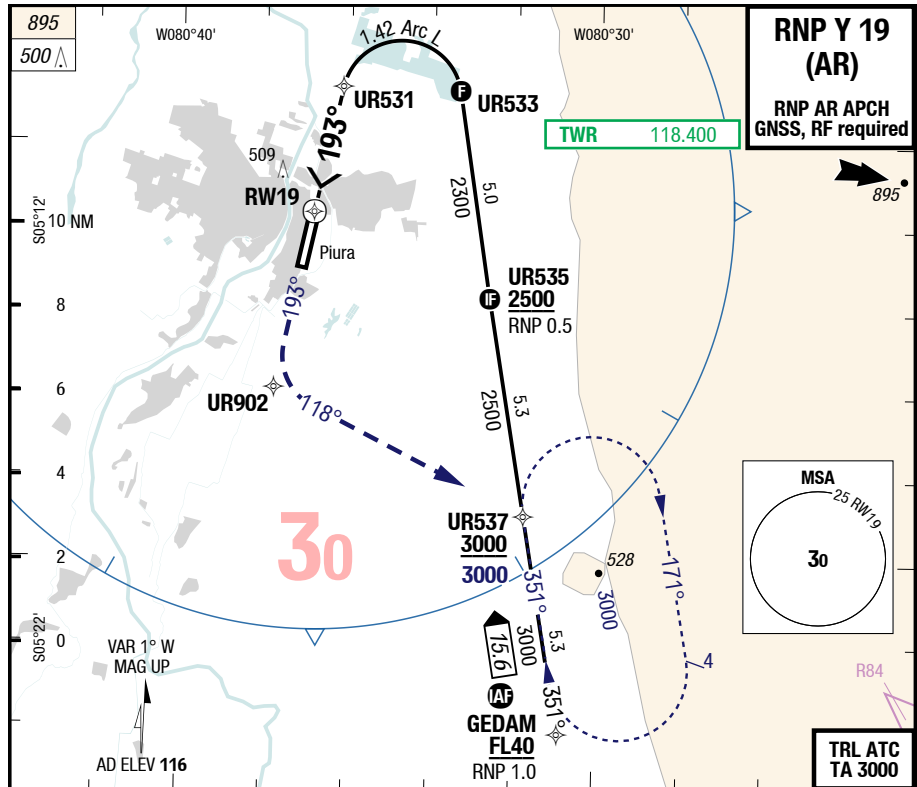 895
500
W080°40'
W080°30'
RNP Y 19
(AR)
RNP AR APCH
GNSS, RF required
1.42 Arc L
UR531
F
UR533
TWR 118.400
193°
509
RW19
895
S05°12'
10 NM
Piura
2300
5.0
193°
UR535
IF
2500
RNP 0.5
8
6
UR902
118°
2500
5.3
4
MSA
25 RW19
30
UR537
3000
3000
30
2
528
351°
171°
3000
S05°22'
0
VAR 1° W
MAG UP
15.6
3000
5.3
4
R84
IAF
351°
GEDAM
FL40
RNP 1.0
AD ELEV 116
TRL ATC
TA 3000